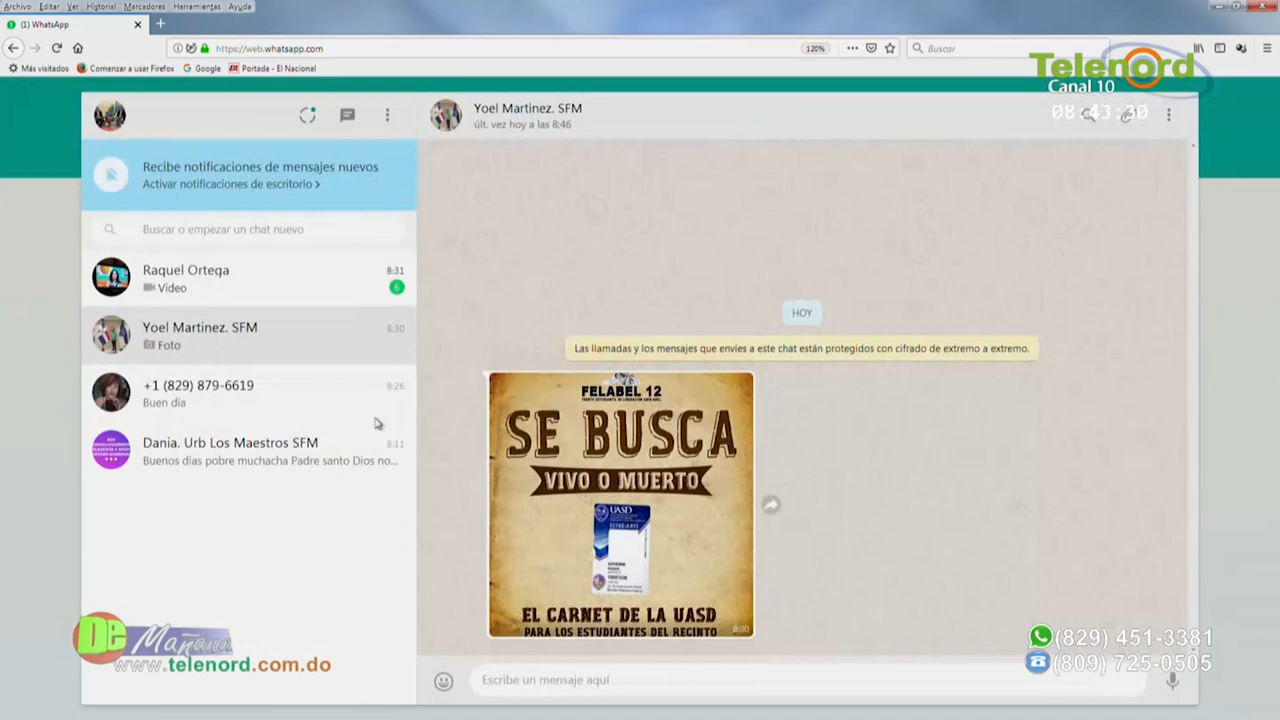 Archivo Editar Ver Historial Marcadores Herramientas Ayuda
(1) WhatsApp
https://web.whatsapp.com
120%
Buscar
Más visitados Comenzar a usar Firefox Google Portada - El Nacional
Telenord
Canal 10
08:43:30
Yoel Martinez. SFM
últ. vez hoy a las 8:46
Recibe notificaciones de mensajes nuevos
Activar notificaciones de escritorio >
Buscar o empezar un chat nuevo
Raquel Ortega 8:31
Video 6
Yoel Martinez. SFM 8:30
Foto
+1 (829) 879-6619 8:26
Buen dia
Dania. Urb Los Maestros SFM 8:11
Buenos dias pobre muchacha Padre santo Dios no...
HOY
Las llamadas y los mensajes que envíes a este chat están protegidos con cifrado de extremo a extremo.
FELABEL 12
SE BUSCA
VIVO O MUERTO
UASD
ESTUDIANTE
EL CARNET DE LA UASD
PARA LOS ESTUDIANTES DEL RECINTO
8:30
Escribe un mensaje aquí
De Mañana
www.telenord.com.do
(829) 451-3381
(809) 725-0505